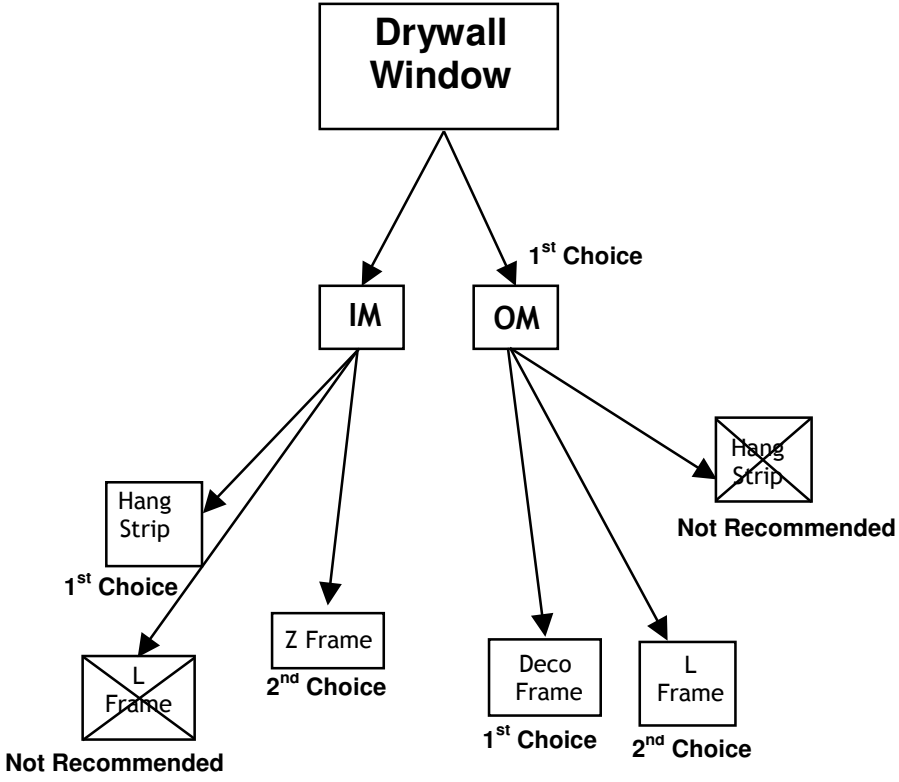 Drywall
Window
1st Choice
IM
OM
Hang
Strip
Not Recommended
Hang
Strip
1st Choice
Z Frame
2nd Choice
L
Frame
Not Recommended
Deco
Frame
1st Choice
L
Frame
2nd Choice